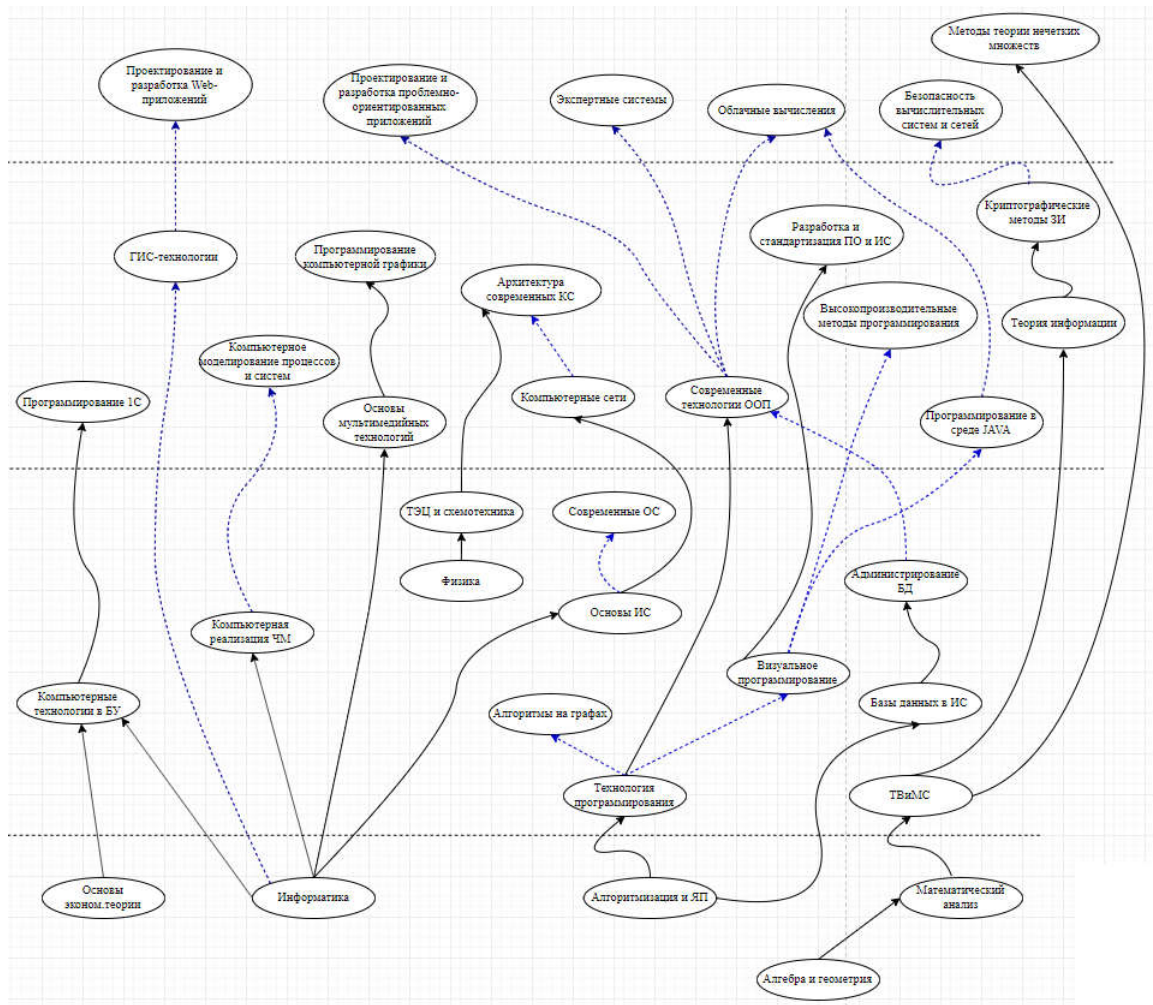 Методы теории нечетких
множеств
Проектирование и
разработка Web-
приложений
Проектирование и
разработка проблемно-
ориентированных
приложений
Экспертные системы
Облачные вычисления
Безопасность
вычислительных
систем и сетей
Криптографические
методы ЗИ
Разработка и
стандартизация ПО и ИС
ГИС-технологии
Программирование
компьютерной графики
Архитектура
современных КС
Высокопроизводительные
методы программирования
Теория информации
Компьютерное
моделирование процессов
и систем
Программирование 1С
Основы
мультимедийных
технологий
Компьютерные сети
Современные
технологии ООП
Программирование в
среде JAVA
ТЭЦ и схемотехника
Современные ОС
Физика
Администрирование
БД
Основы ИС
Компьютерная
реализация ЧМ
Визуальное
программирование
Компьютерные
технологии в БУ
Алгоритмы на графах
Базы данных в ИС
Технология
программирования
ТВиМС
Основы
эконом.теории
Информатика
Алгоритмизация и ЯП
Математический
анализ
Алгебра и геометрия